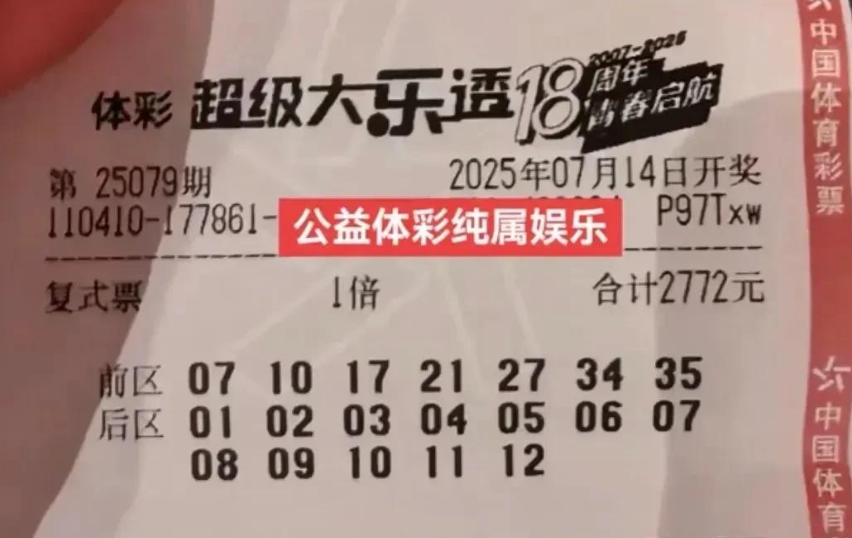 体彩 超级大乐透 18周年 2007-2025
青春启航
第 25079期 2025年07月14日开奖
110410-177861- P97Txw
公益体彩纯属娱乐
复式票 1倍 合计2772元
前区 07 10 17 21 27 34 35
后区 01 02 03 04 05 06 07
08 09 10 11 12
中国体育彩票
中国体育